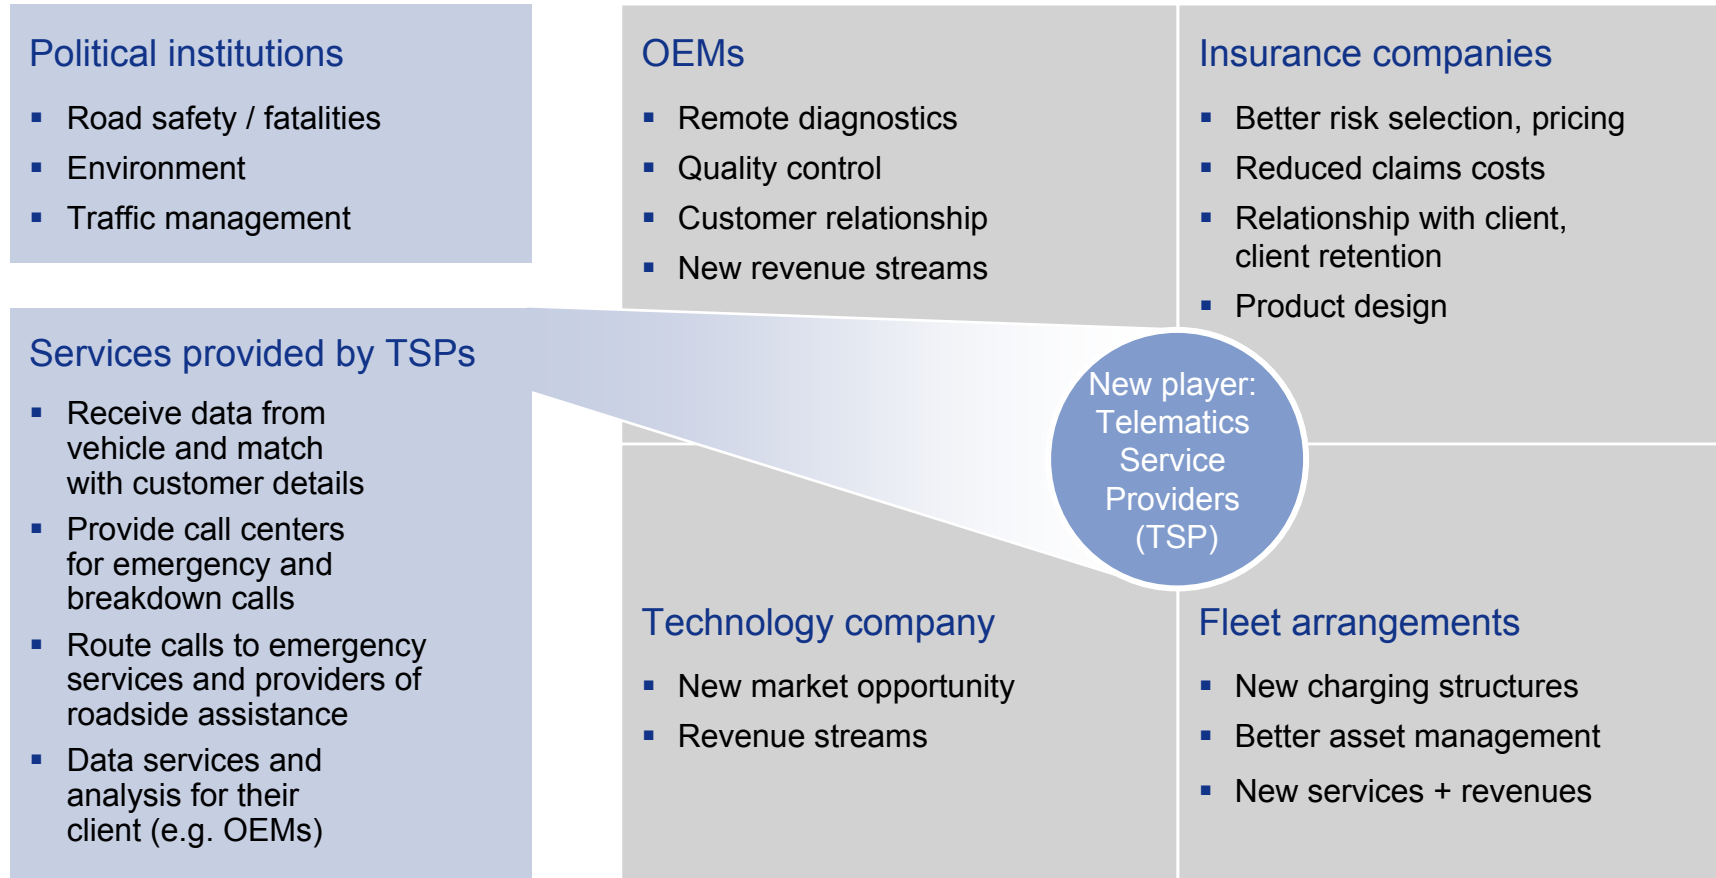 Political institutions
▪ Road safety / fatalities
▪ Environment
▪ Traffic management
Services provided by TSPs
▪ Receive data from
vehicle and match
with customer details
▪ Provide call centers
for emergency and
breakdown calls
▪ Route calls to emergency
services and providers of
roadside assistance
▪ Data services and
analysis for their
client (e.g. OEMs)
OEMs
▪ Remote diagnostics
▪ Quality control
▪ Customer relationship
▪ New revenue streams
Insurance companies
▪ Better risk selection, pricing
▪ Reduced claims costs
▪ Relationship with client,
client retention
▪ Product design
New player:
Telematics
Service
Providers
(TSP)
Technology company
▪ New market opportunity
▪ Revenue streams
Fleet arrangements
▪ New charging structures
▪ Better asset management
▪ New services + revenues